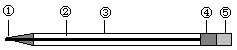 ① ② ③ ④ ⑤